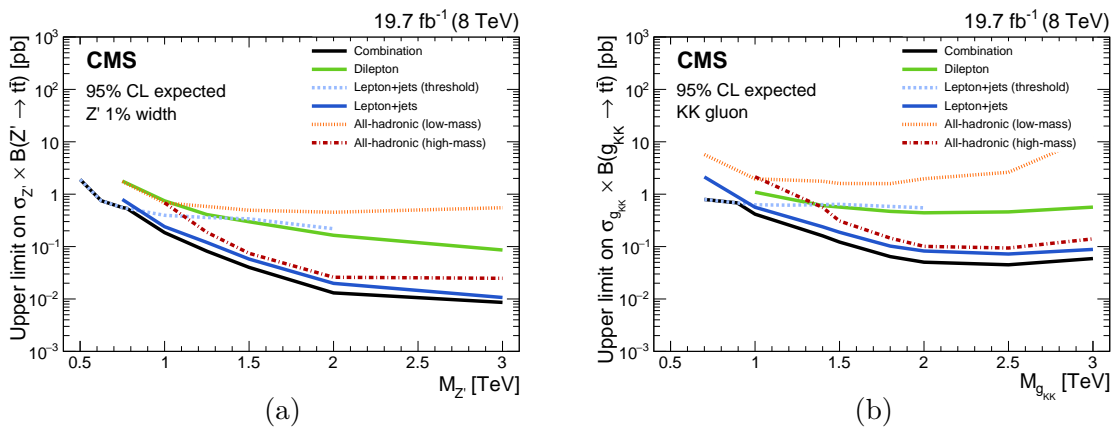 19.7 fb⁻¹ (8 TeV)
Upper limit on σ_Z' × B(Z' → tt̄) [pb]
10³
10²
10
1
10⁻¹
10⁻²
10⁻³
CMS
95% CL expected
Z' 1% width
Combination
Dilepton
Lepton+jets (threshold)
Lepton+jets
All-hadronic (low-mass)
All-hadronic (high-mass)
0.5 1 1.5 2 2.5 3
M_Z' [TeV]
(a)
19.7 fb⁻¹ (8 TeV)
Upper limit on σ_g_KK × B(g_KK → tt̄) [pb]
10³
10²
10
1
10⁻¹
10⁻²
10⁻³
CMS
95% CL expected
KK gluon
Combination
Dilepton
Lepton+jets (threshold)
Lepton+jets
All-hadronic (low-mass)
All-hadronic (high-mass)
0.5 1 1.5 2 2.5 3
M_g_KK [TeV]
(b)